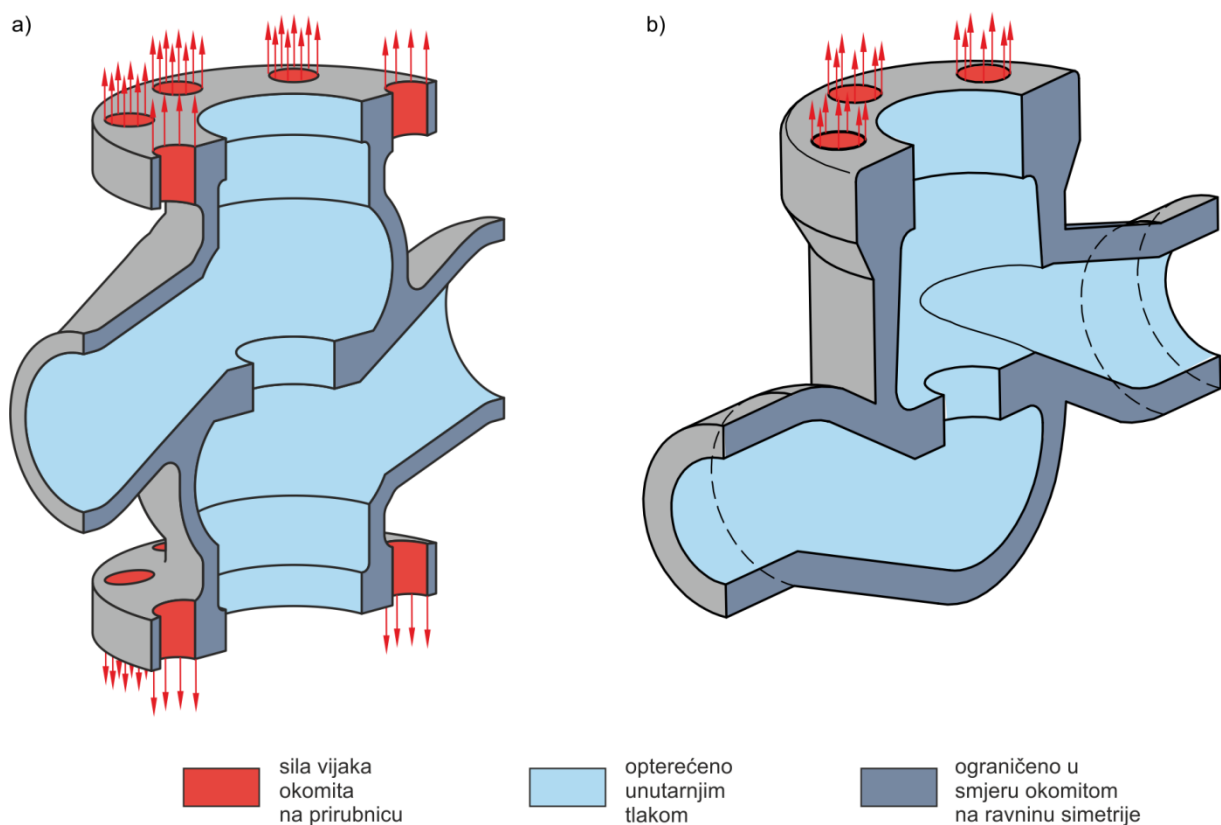 a)
b)
sila vijaka
okomita
na prirubnicu
opterećeno
unutarnjim
tlakom
ograničeno u
smjeru okomitom
na ravninu simetrije